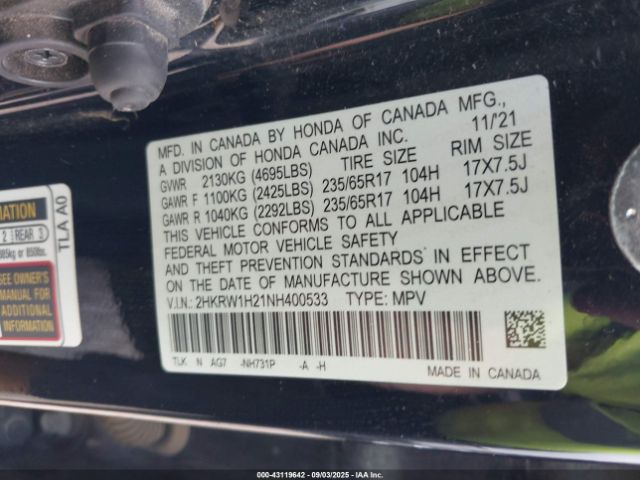 MFD. IN CANADA BY HONDA OF CANADA MFG.,
A DIVISION OF HONDA CANADA INC. 11/'21
GVWR 2130KG (4695LBS) TIRE SIZE RIM SIZE
GAWR F 1100KG (2425LBS) 235/65R17 104H 17X7.5J
GAWR R 1040KG (2292LBS) 235/65R17 104H 17X7.5J
THIS VEHICLE CONFORMS TO ALL APPLICABLE
FEDERAL MOTOR VEHICLE SAFETY
AND THEFT PREVENTION STANDARDS IN EFFECT
ON THE DATE OF MANUFACTURE SHOWN ABOVE.
V.I.N.: 2HKRW1H21NH400533 TYPE: MPV
TLK N AG7 -NH731P -A -H
MADE IN CANADA
TLA A0
2 REAR 3
SEE OWNER'S
MANUAL FOR
ADDITIONAL
INFORMATION
000-43119642 - 09/03/2025 - IAA Inc.